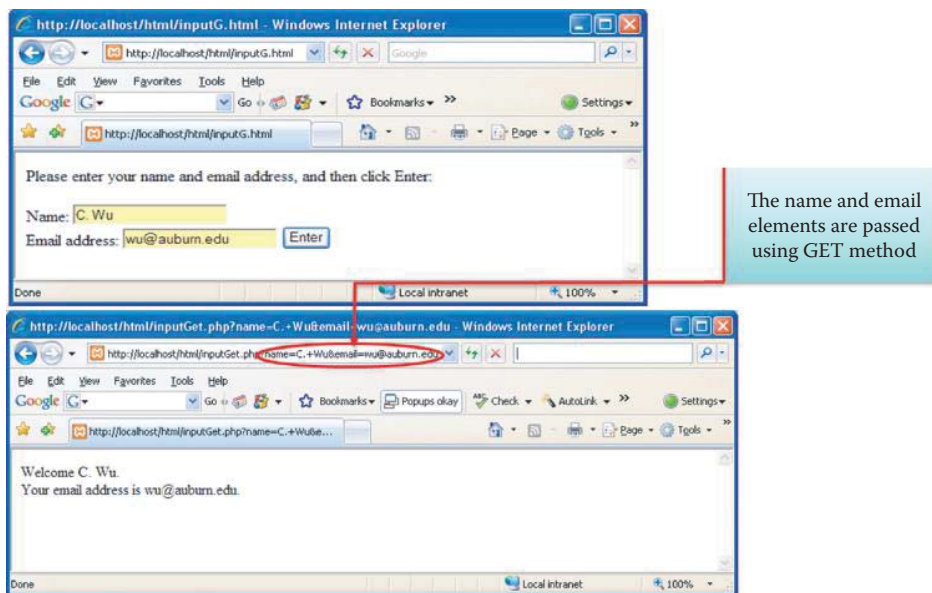 http://localhost/html/inputG.html - Windows Internet Explorer
http://localhost/html/inputG.html
Google
File Edit View Favorites Tools Help
Google G Go Bookmarks >> Settings
http://localhost/html/inputG.html Page Tools >>
Please enter your name and email address, and then click Enter:
Name: C. Wu
Email address: wu@auburn.edu Enter
Done Local intranet 100%
The name and email
elements are passed
using GET method
http://localhost/html/inputGet.php?name=C.+Wu&email=wu@auburn.edu - Windows Internet Explorer
http://localhost/html/inputGet.php?name=C.+Wu&email=wu@auburn.edu
File Edit View Favorites Tools Help
Google G Go Bookmarks Popups okay ABC Check AutoLink >> Settings
http://localhost/html/inputGet.php?name=C.+Wu&e... Page Tools >>
Welcome C. Wu.
Your email address is wu@auburn.edu.
Done Local intranet 100%